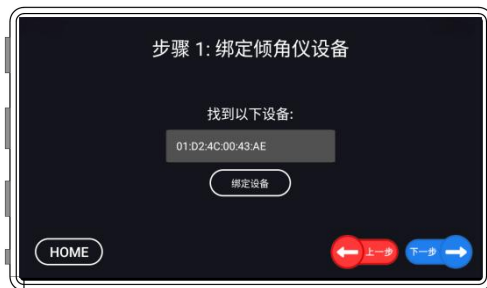 步骤 1: 绑定倾角仪设备
找到以下设备:
01:D2:4C:00:43:AE
绑定设备
HOME
上一步
下一步